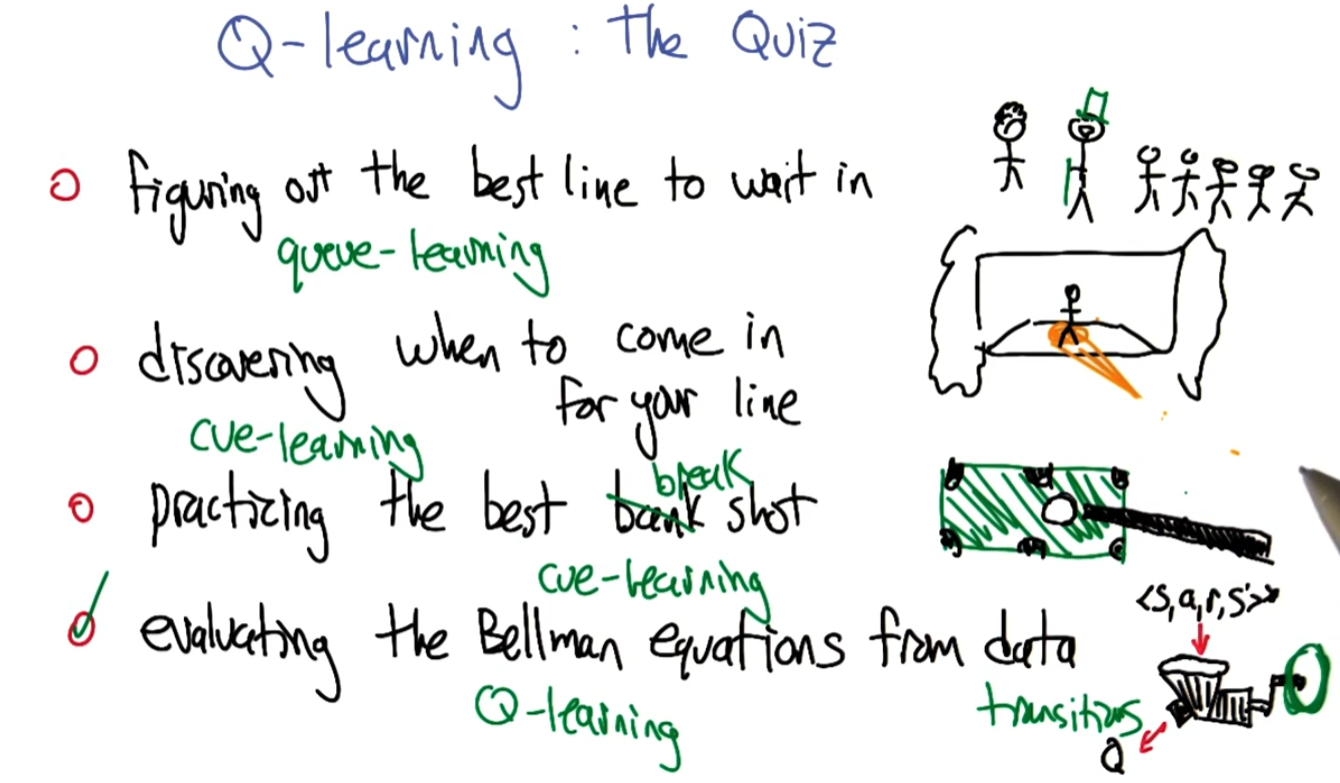 Q-learning : The Quiz
figuring out the best line to wait in
queue-learning
discovering when to come in
for your line
cue-learning
break
practicing the best bank shot
cue-learning
<s,a,r,s'>*
evaluating the Bellman equations from data
Q-learning
transitions
Q